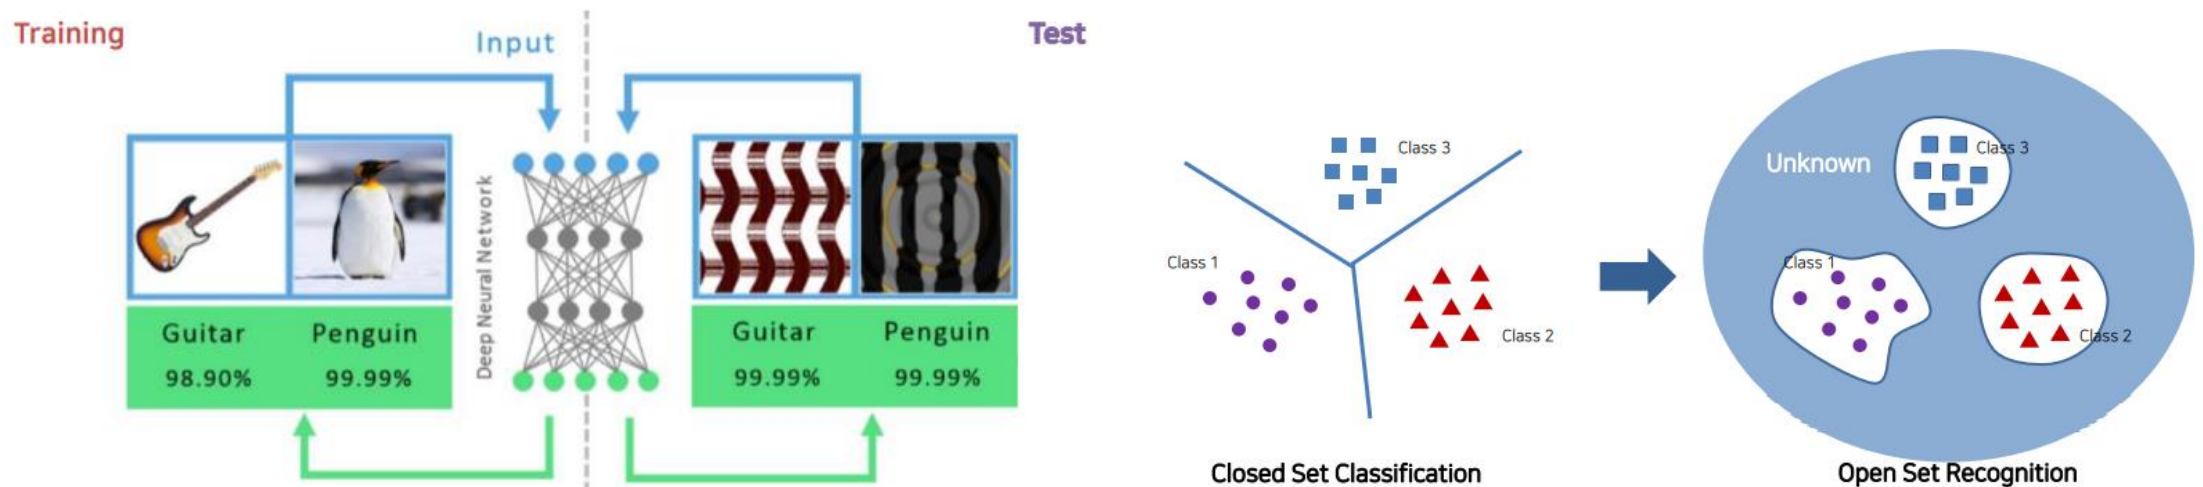 Training
Input
Test
Deep Neural Network
Guitar
Penguin
98.90%
99.99%
Guitar
Penguin
99.99%
99.99%
Class 3
Class 1
Class 2
Closed Set Classification
Unknown
Class 3
Class 1
Class 2
Open Set Recognition